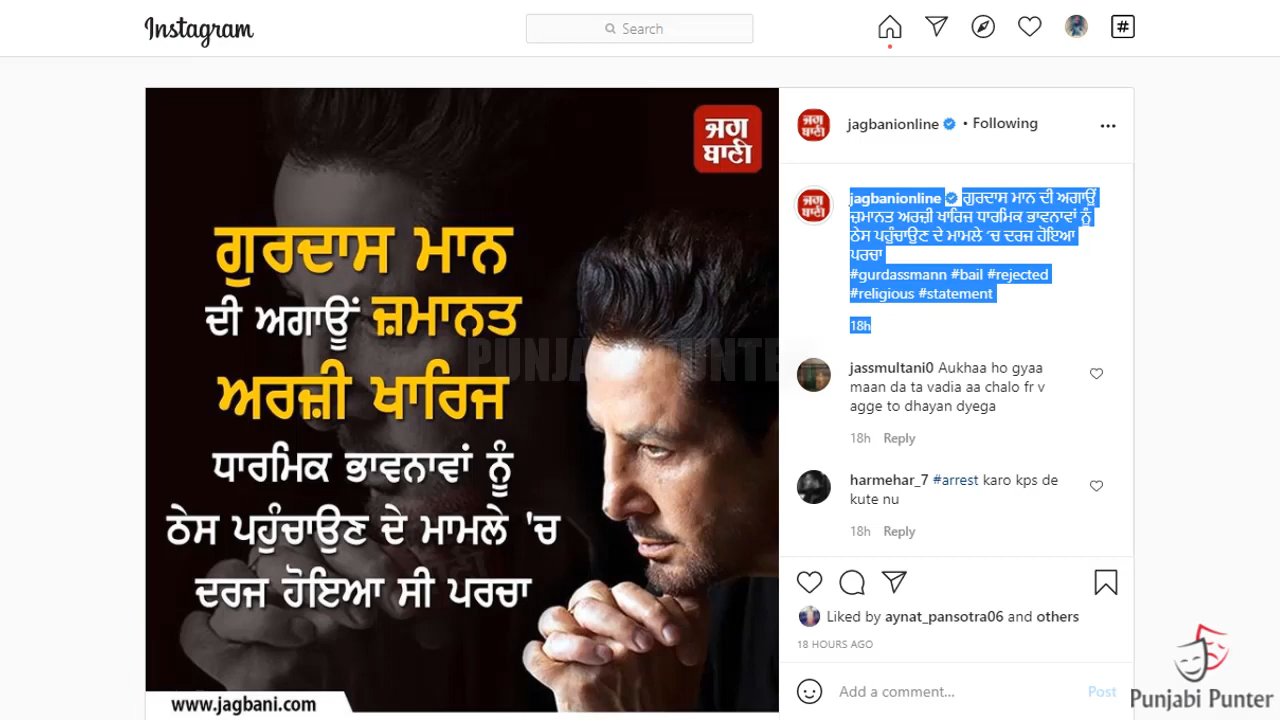 Instagram
Search
ਜਗ
ਬਾਣੀ
ਗੁਰਦਾਸ ਮਾਨ
ਦੀ ਅਗਾਊਂ ਜ਼ਮਾਨਤ
ਅਰਜ਼ੀ ਖਾਰਿਜ
ਧਾਰਮਿਕ ਭਾਵਨਾਵਾਂ ਨੂੰ
ਠੇਸ ਪਹੁੰਚਾਉਣ ਦੇ ਮਾਮਲੇ 'ਚ
ਦਰਜ ਹੋਇਆ ਸੀ ਪਰਚਾ
www.jagbani.com
ਜਗ
ਬਾਣੀ
jagbanionline • Following
ਜਗ
ਬਾਣੀ
jagbanionline ਗੁਰਦਾਸ ਮਾਨ ਦੀ ਅਗਾਊਂ
ਜ਼ਮਾਨਤ ਅਰਜ਼ੀ ਖਾਰਿਜ ਧਾਰਮਿਕ ਭਾਵਨਾਵਾਂ ਨੂੰ
ਠੇਸ ਪਹੁੰਚਾਉਣ ਦੇ ਮਾਮਲੇ ‘ਚ ਦਰਜ ਹੋਇਆ
ਪਰਚਾ
#gurdassmann #bail #rejected
#religious #statement
18h
jassmultani0 Aukhaa ho gyaa
maan da ta vadia aa chalo fr v
agge to dhayan dyega
18h Reply
harmehar_7 #arrest karo kps de
kute nu
18h Reply
Liked by aynat_pansotra06 and others
18 HOURS AGO
Add a comment... Post
Punjabi Punter